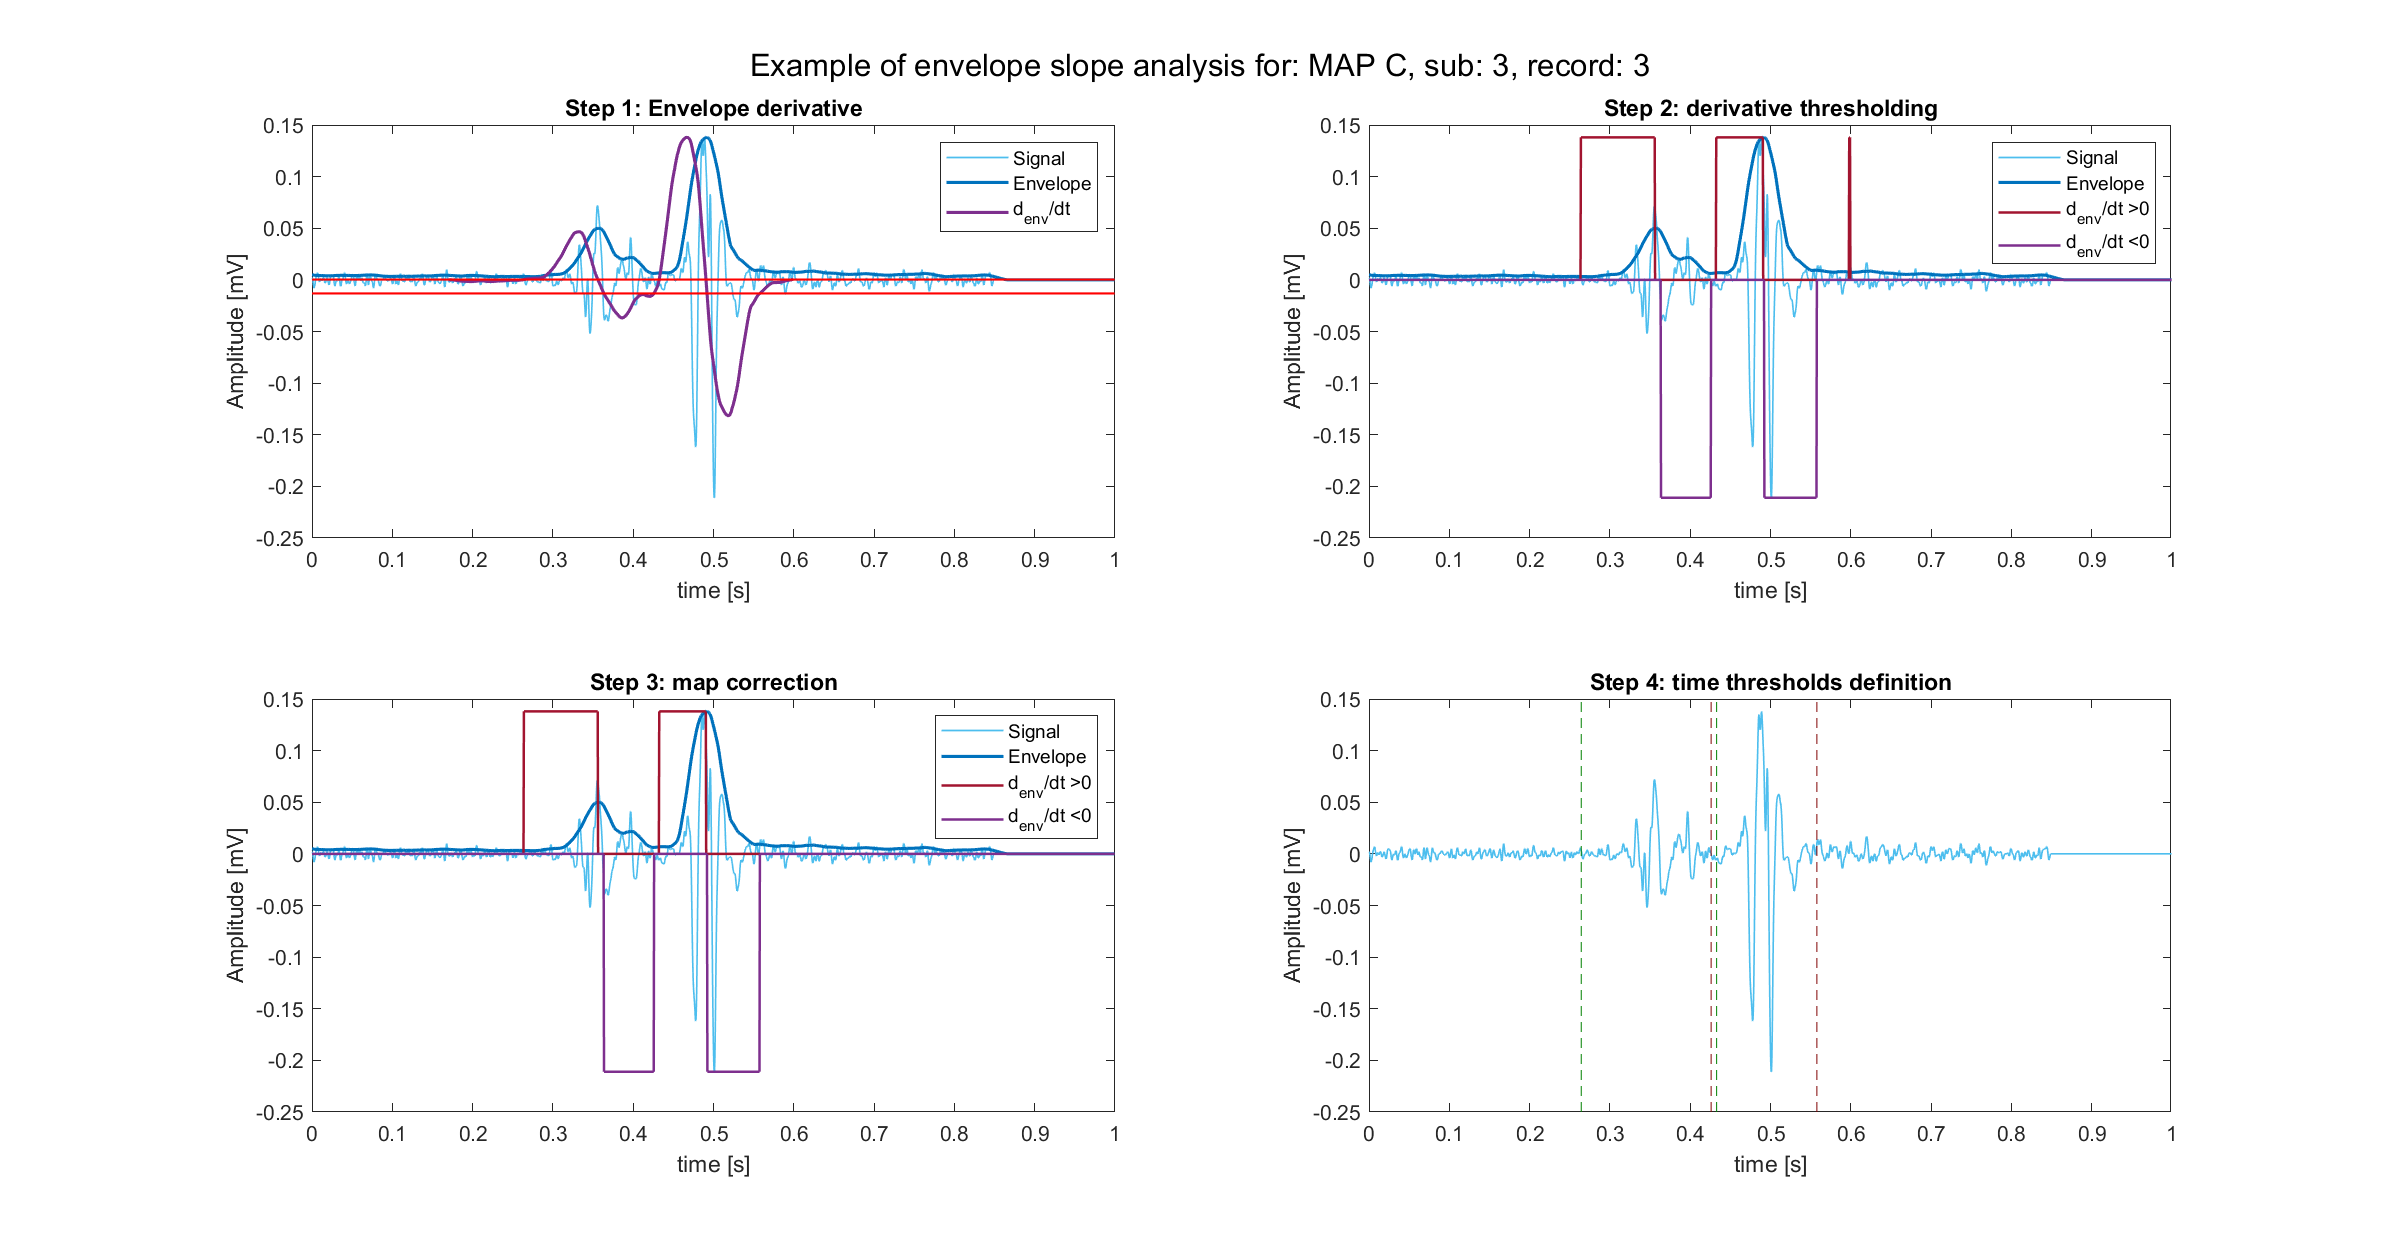 Example of envelope slope analysis for: MAP C, sub: 3, record: 3
Step 1: Envelope derivative
0.15
0.1
0.05
0
-0.05
-0.1
-0.15
-0.2
-0.25
Amplitude [mV]
0 0.1 0.2 0.3 0.4 0.5 0.6 0.7 0.8 0.9 1
time [s]
Signal
Envelope
d_env/dt
Step 2: derivative thresholding
0.15
0.1
0.05
0
-0.05
-0.1
-0.15
-0.2
-0.25
Amplitude [mV]
0 0.1 0.2 0.3 0.4 0.5 0.6 0.7 0.8 0.9 1
time [s]
Signal
Envelope
d_env/dt >0
d_env/dt <0
Step 3: map correction
0.15
0.1
0.05
0
-0.05
-0.1
-0.15
-0.2
-0.25
Amplitude [mV]
0 0.1 0.2 0.3 0.4 0.5 0.6 0.7 0.8 0.9 1
time [s]
Signal
Envelope
d_env/dt >0
d_env/dt <0
Step 4: time thresholds definition
0.15
0.1
0.05
0
-0.05
-0.1
-0.15
-0.2
-0.25
Amplitude [mV]
0 0.1 0.2 0.3 0.4 0.5 0.6 0.7 0.8 0.9 1
time [s]